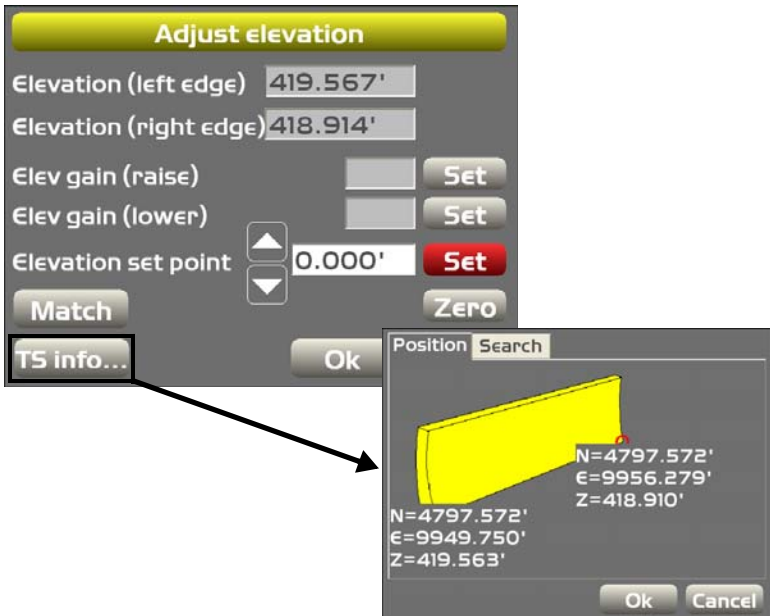 Adjust elevation
Elevation (left edge) 419.567'
Elevation (right edge) 418.914'
Elev gain (raise) Set
Elev gain (lower) Set
Elevation set point 0.000' Set
Match Zero
TS info... Ok
Position Search
N=4797.572'
E=9956.279'
Z=418.910'
N=4797.572'
E=9949.750'
Z=419.563'
Ok Cancel